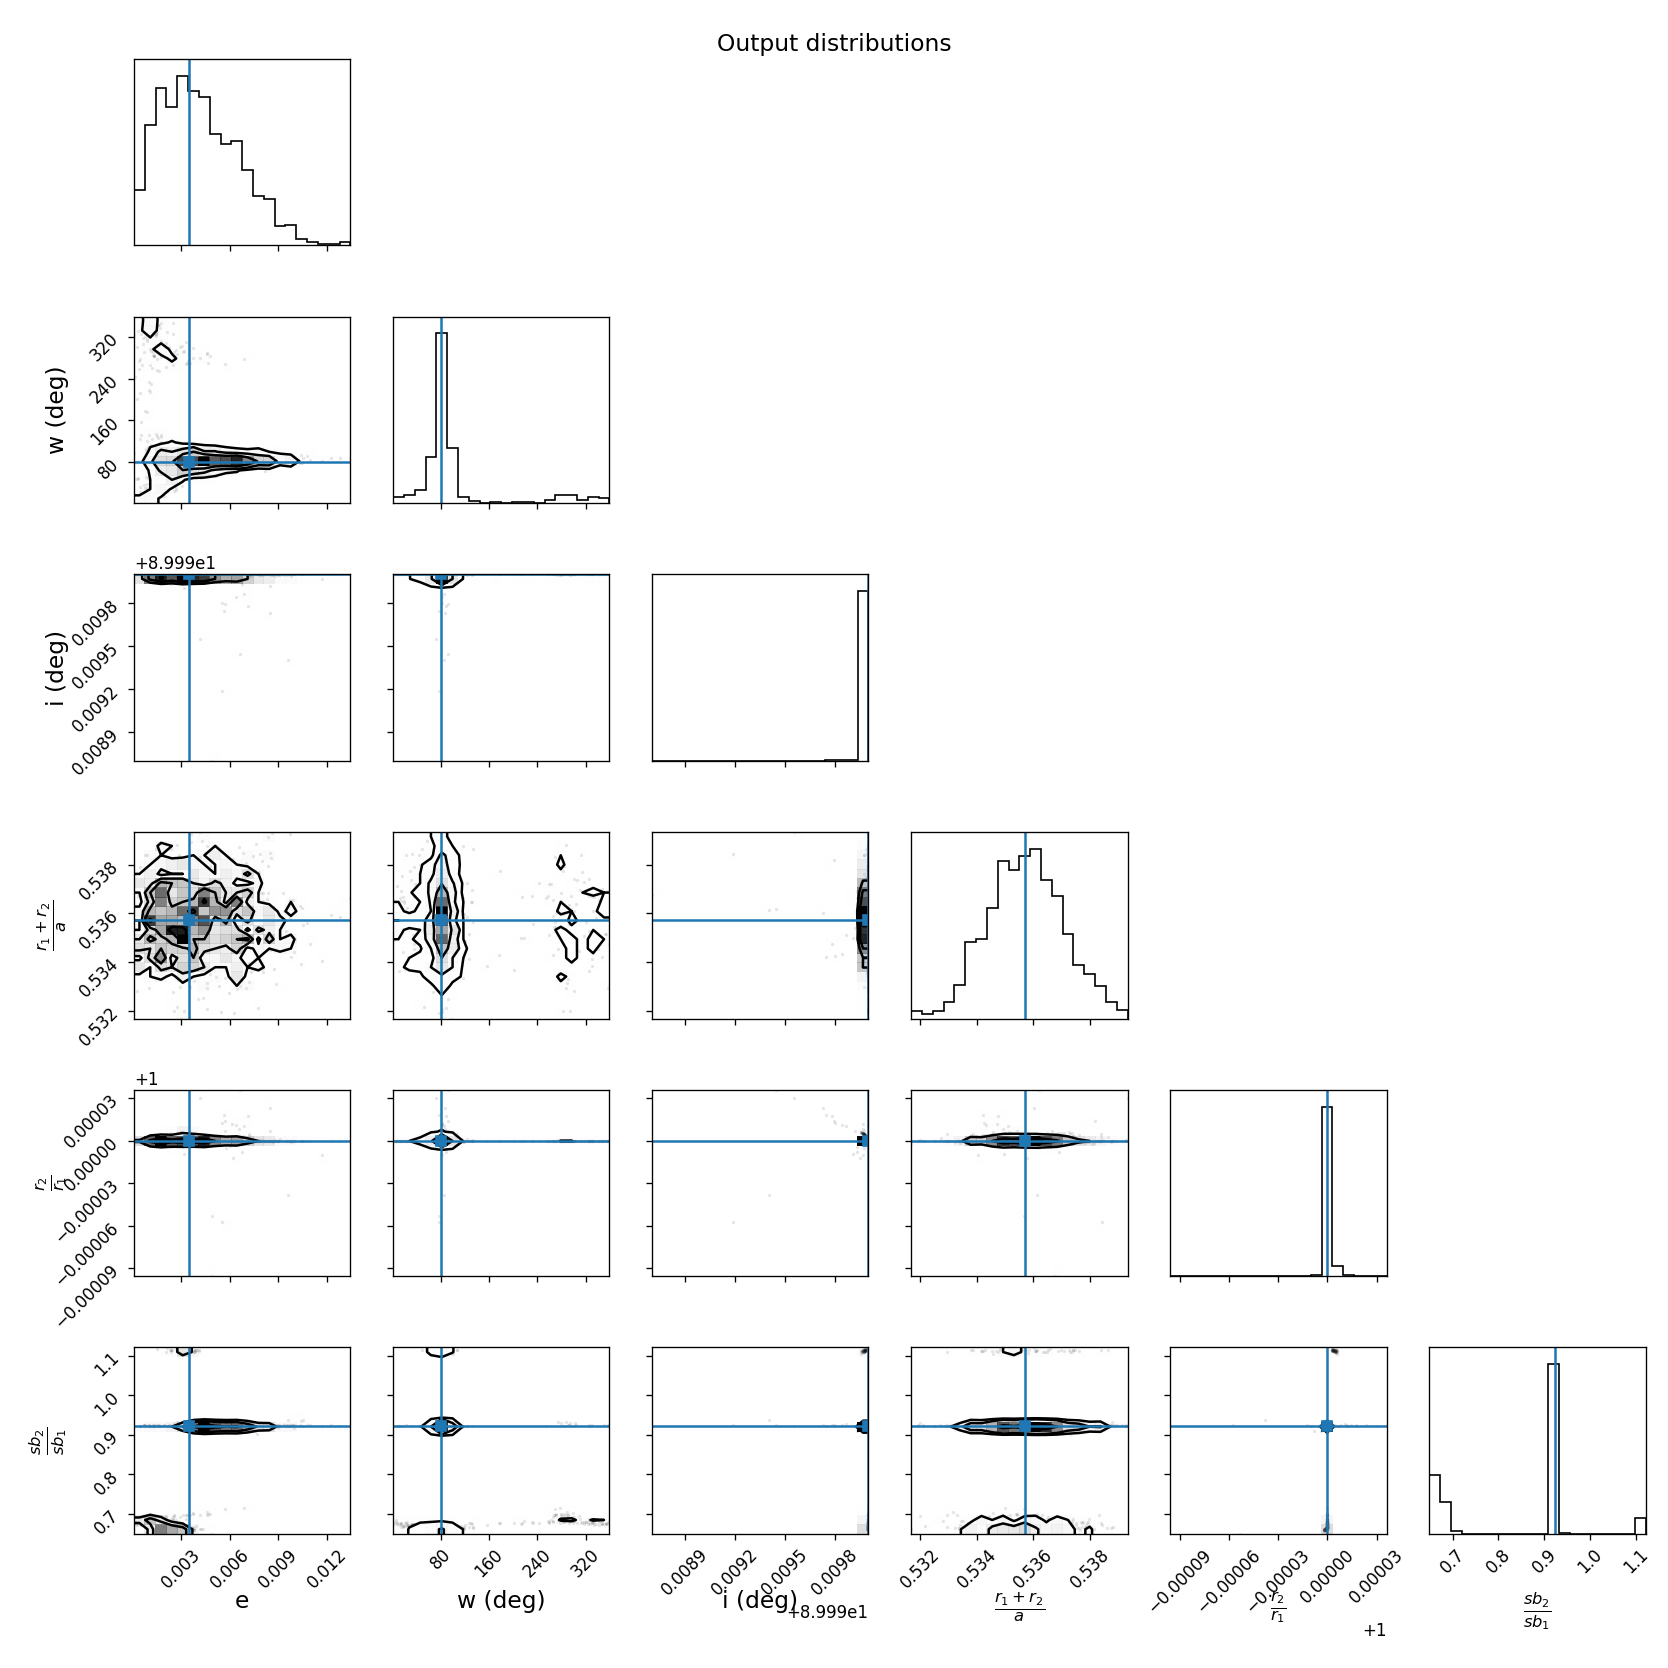 Output distributions
w (deg)
320
240
160
80
+8.999e1
i (deg)
0.0098
0.0095
0.0092
0.0089
r₁ + r₂
a
0.538
0.536
0.534
0.532
+1
r₂
r₁
0.00003
0.00000
−0.00003
−0.00006
−0.00009
sb₂
sb₁
1.1
1.0
0.9
0.8
0.7
0.003 0.006 0.009 0.012
e
80 160 240 320
w (deg)
0.0089 0.0092 0.0095 0.0098
i (deg)
+8.999e1
0.532 0.534 0.536 0.538
r₁ + r₂
a
−0.00009 −0.00006 −0.00003 0.00000 0.00003
r₂
r₁
+1
0.7 0.8 0.9 1.0 1.1
sb₂
sb₁